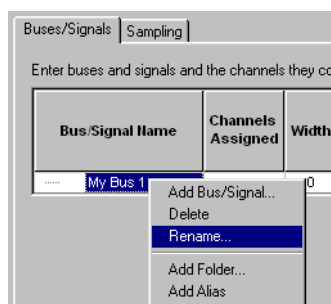 Buses/Signals Sampling
Enter buses and signals and the channels they co
Bus/Signal Name Channels Assigned Width
My Bus 1 0
Add Bus/Signal...
Delete
Rename...
Add Folder...
Add Alias